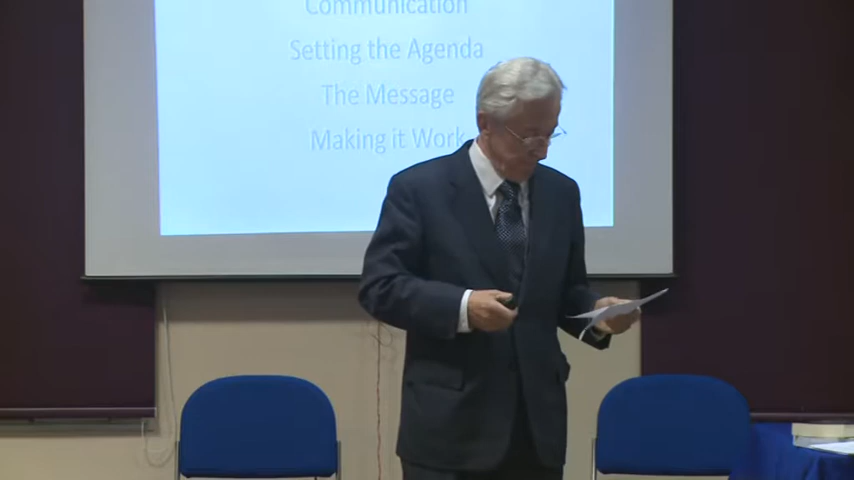 Communication
Setting the Agenda
The Message
Making it Work